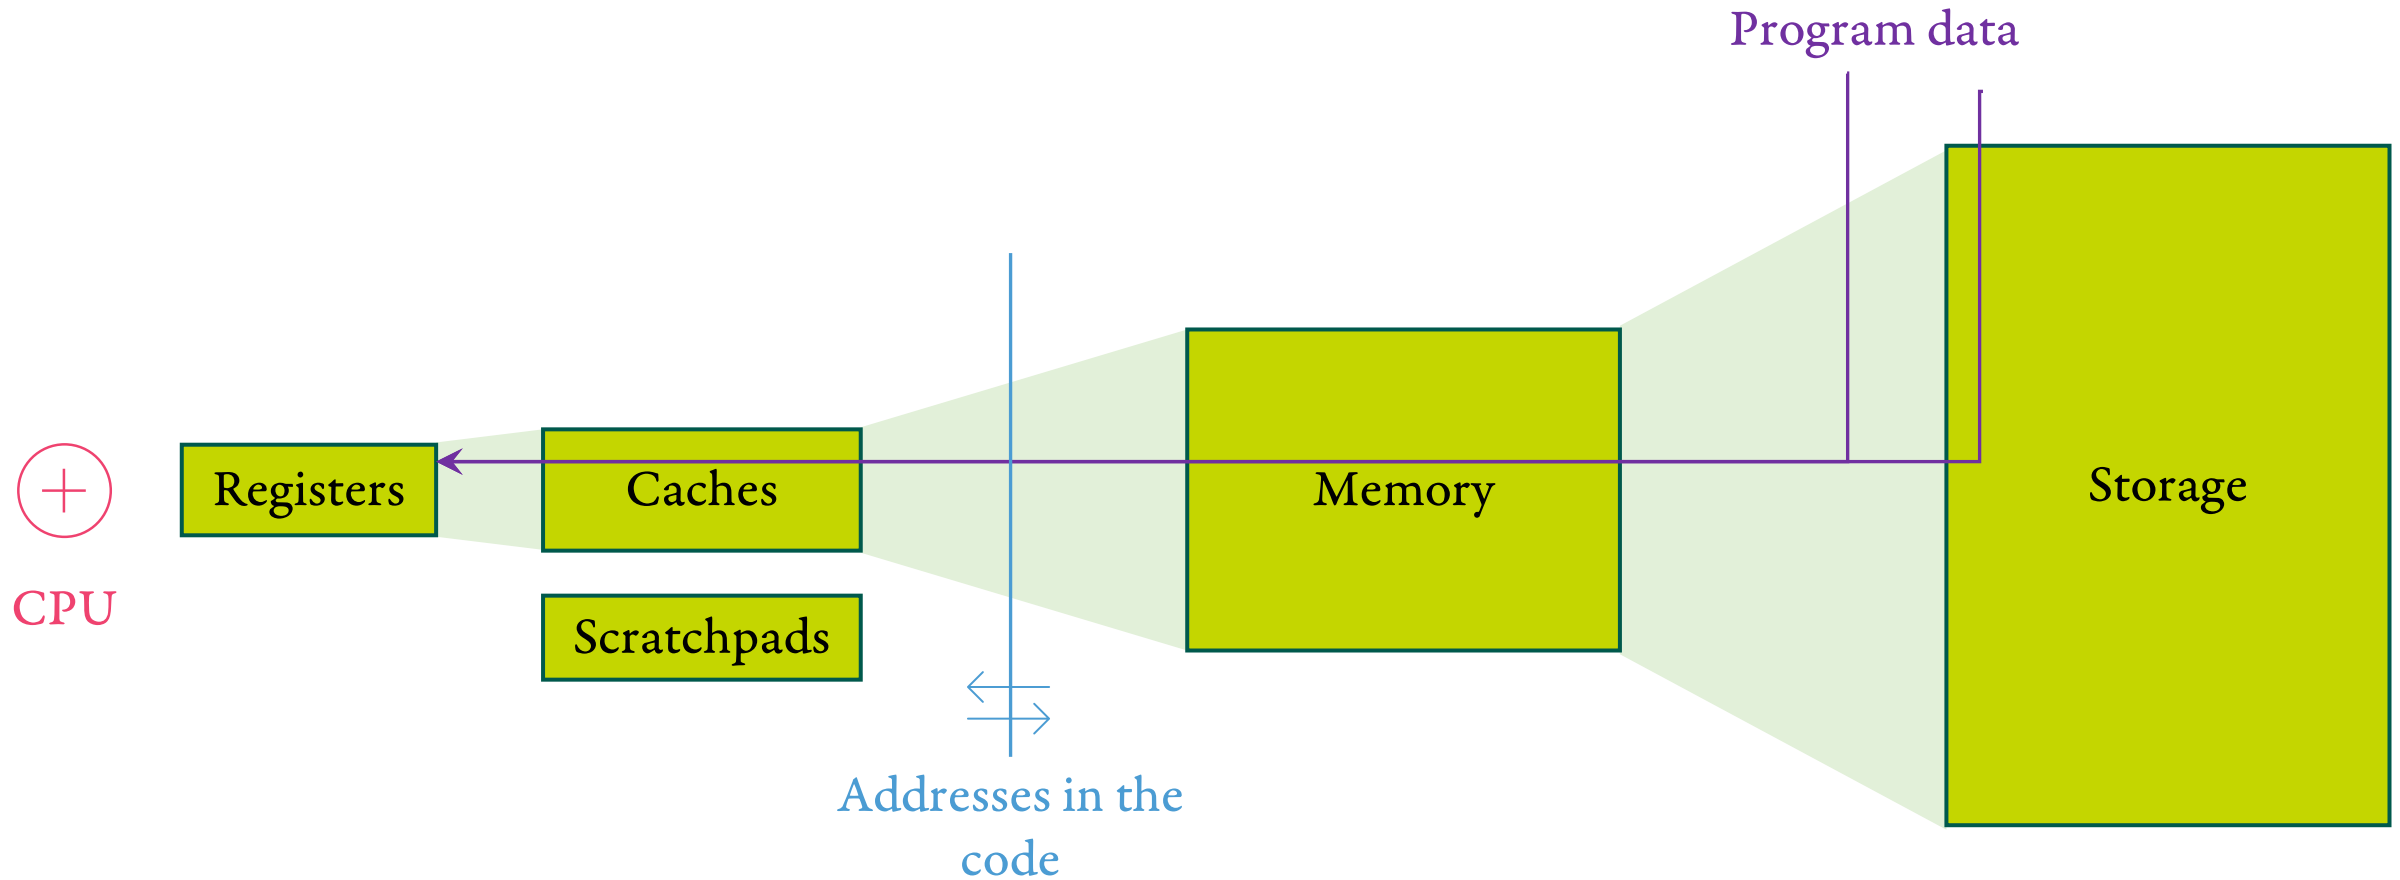 Program data
Registers
Caches
Memory
Storage
CPU
Scratchpads
Addresses in the
code